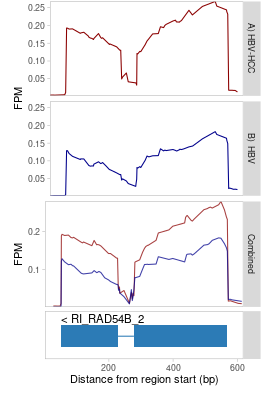 0.25
0.20
0.15
0.10
0.05
FPM
A) HBV-HCC
0.25
0.20
0.15
0.10
0.05
B) HBV
0.2
0.1
FPM
Combined
< RI_RAD54B_2
200
400
600
Distance from region start (bp)